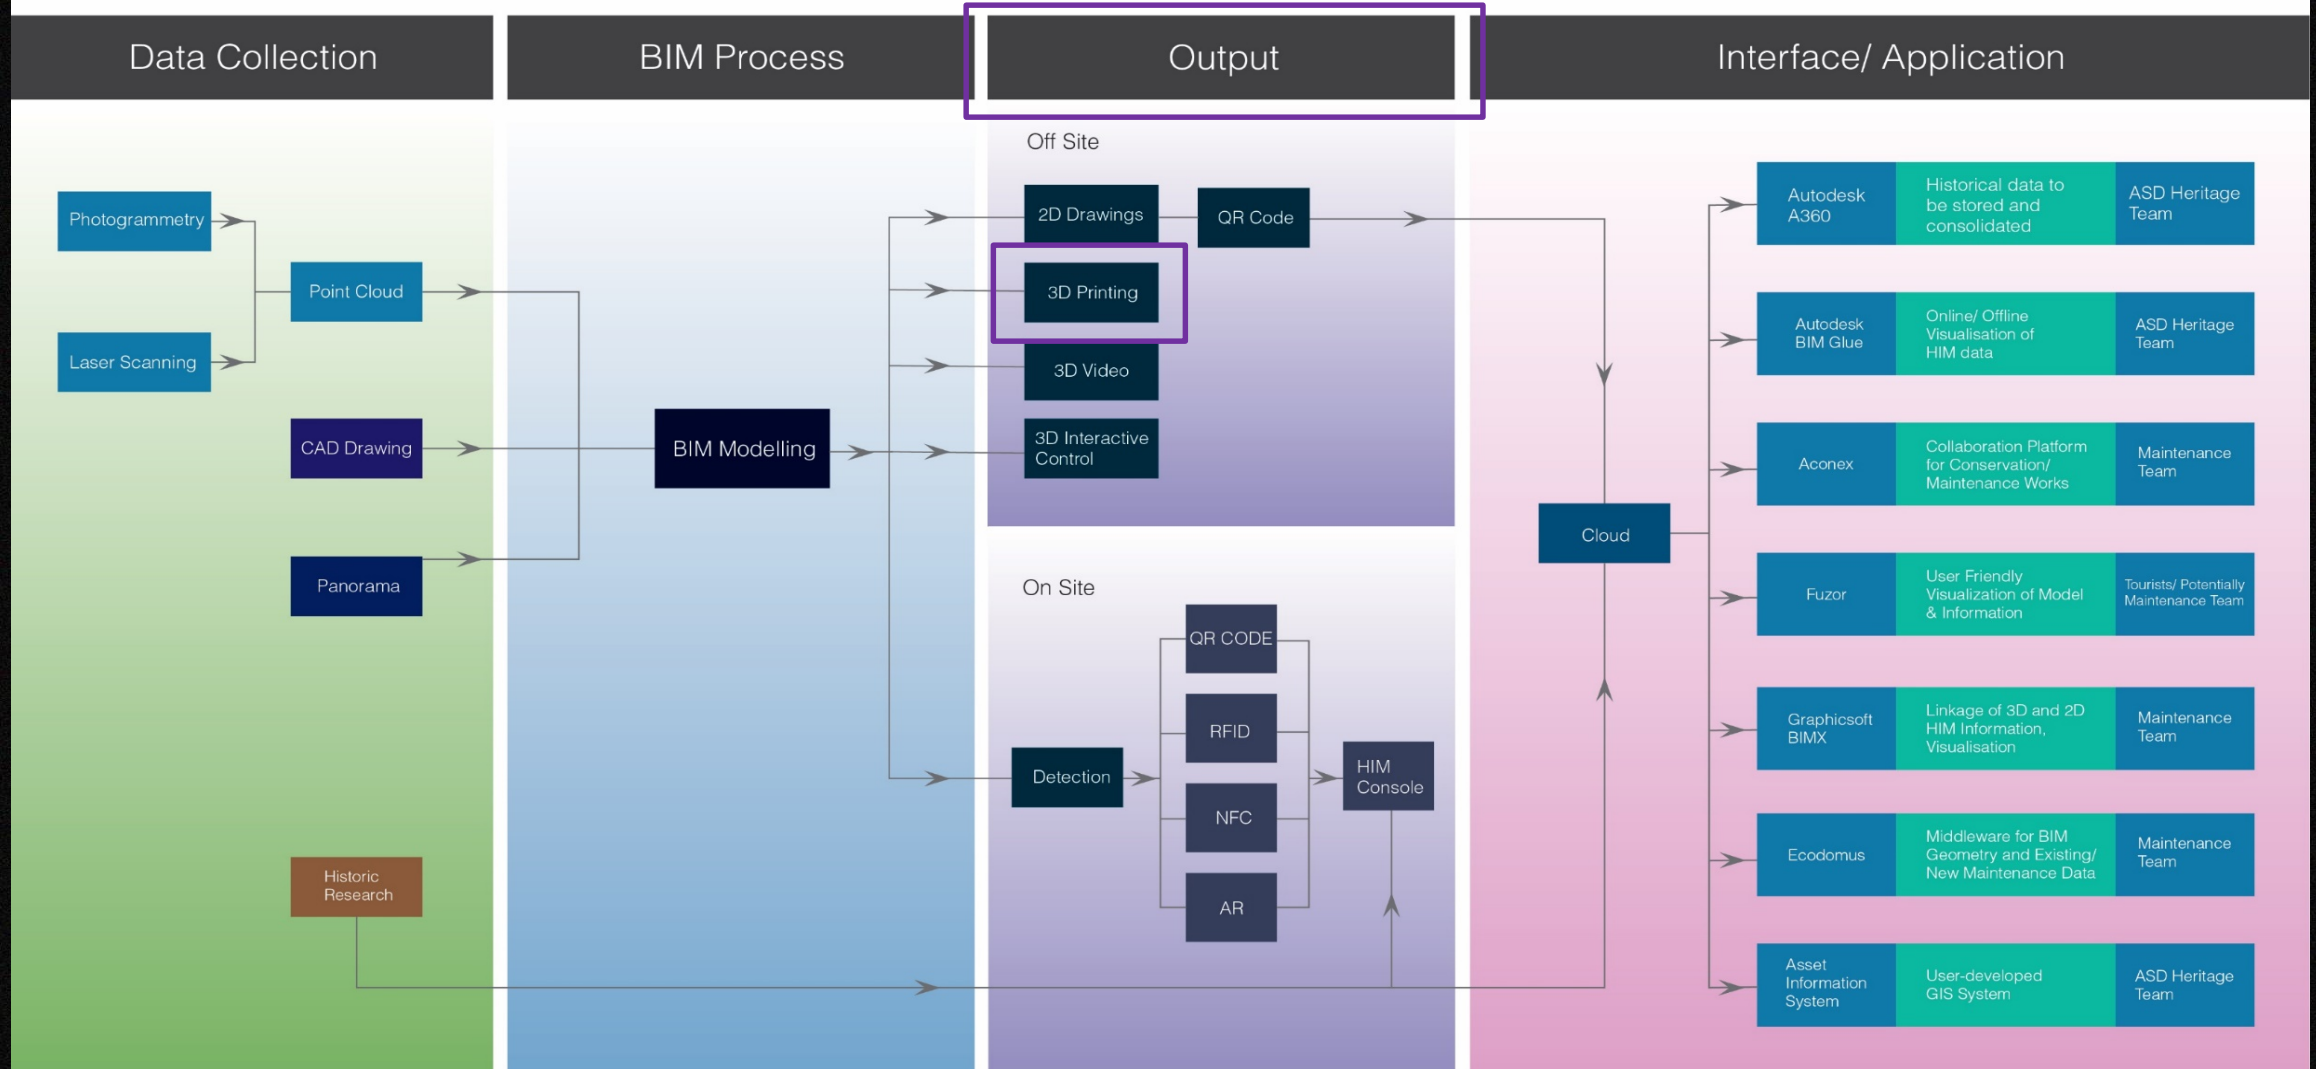 Data Collection
BIM Process
Output
Interface/ Application
Photogrammetry
Laser Scanning
Point Cloud
CAD Drawing
Panorama
Historic
Research
BIM Modelling
Off Site
2D Drawings
QR Code
3D Printing
3D Video
3D Interactive
Control
On Site
Detection
QR CODE
RFID
NFC
AR
HIM
Console
Cloud
Autodesk
A360
Historical data to
be stored and
consolidated
ASD Heritage
Team
Autodesk
BIM Glue
Online/ Offline
Visualisation of
HIM data
ASD Heritage
Team
Aconex
Collaboration Platform
for Conservation/
Maintenance Works
Maintenance
Team
Fuzor
User Friendly
Visualization of Model
& Information
Tourists/ Potentially
Maintenance Team
Graphicsoft
BIMX
Linkage of 3D and 2D
HIM Information,
Visualisation
Maintenance
Team
Ecodomus
Middleware for BIM
Geometry and Existing/
New Maintenance Data
Maintenance
Team
Asset
Information
System
User-developed
GIS System
ASD Heritage
Team